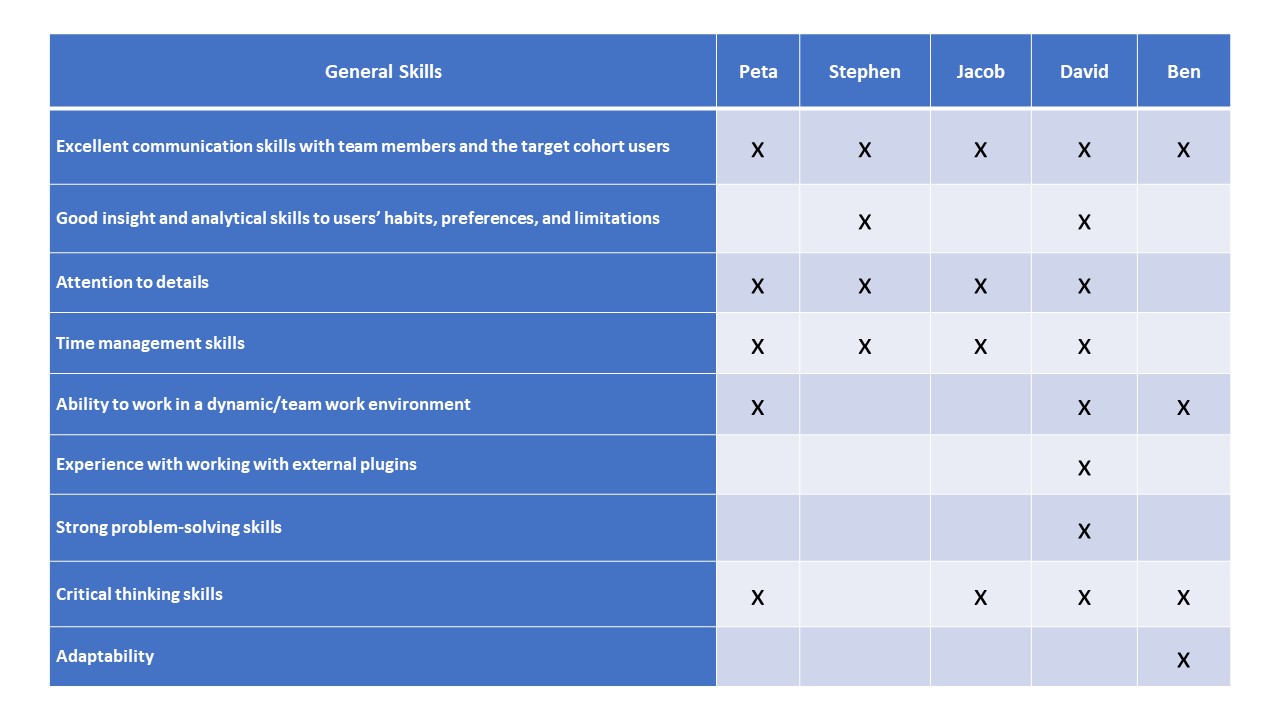 General Skills Peta Stephen Jacob David Ben
Excellent communication skills with team members and the target cohort users X X X X X
Good insight and analytical skills to users’ habits, preferences, and limitations X X
Attention to details X X X X
Time management skills X X X X
Ability to work in a dynamic/team work environment X X X
Experience with working with external plugins X
Strong problem-solving skills X
Critical thinking skills X X X X
Adaptability X